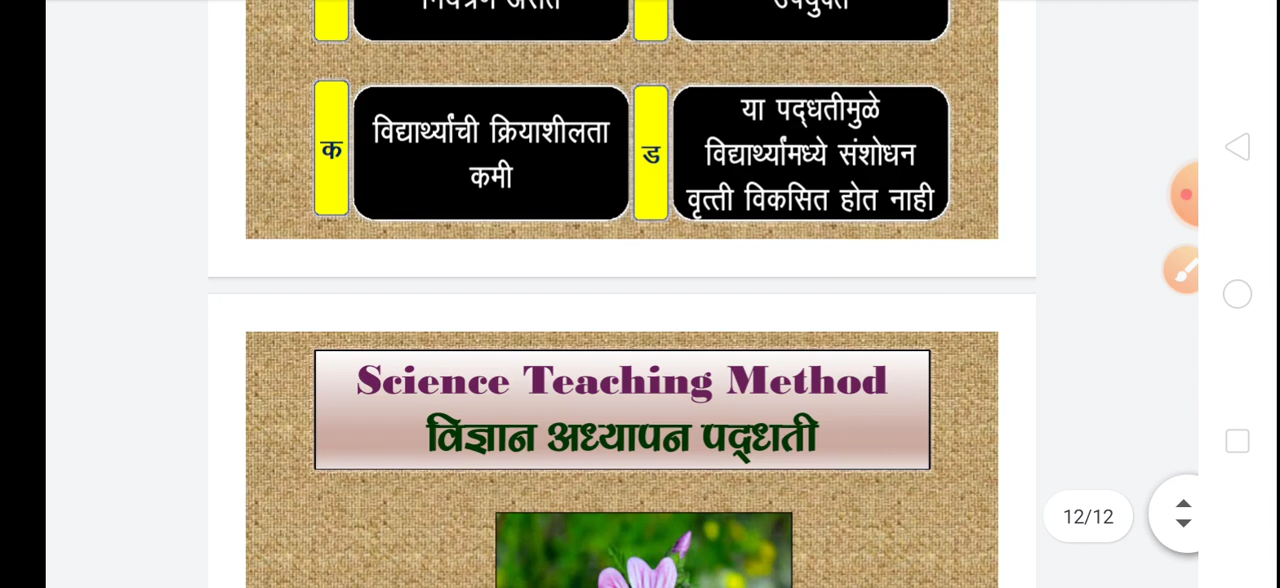 क
विद्यार्थ्यांची क्रियाशीलता
कमी
ड
या पद्धतीमुळे
विद्यार्थ्यांमध्ये संशोधन
वृत्ती विकसित होत नाही
Science Teaching Method
विज्ञान अध्यापन पद्धती
12/12